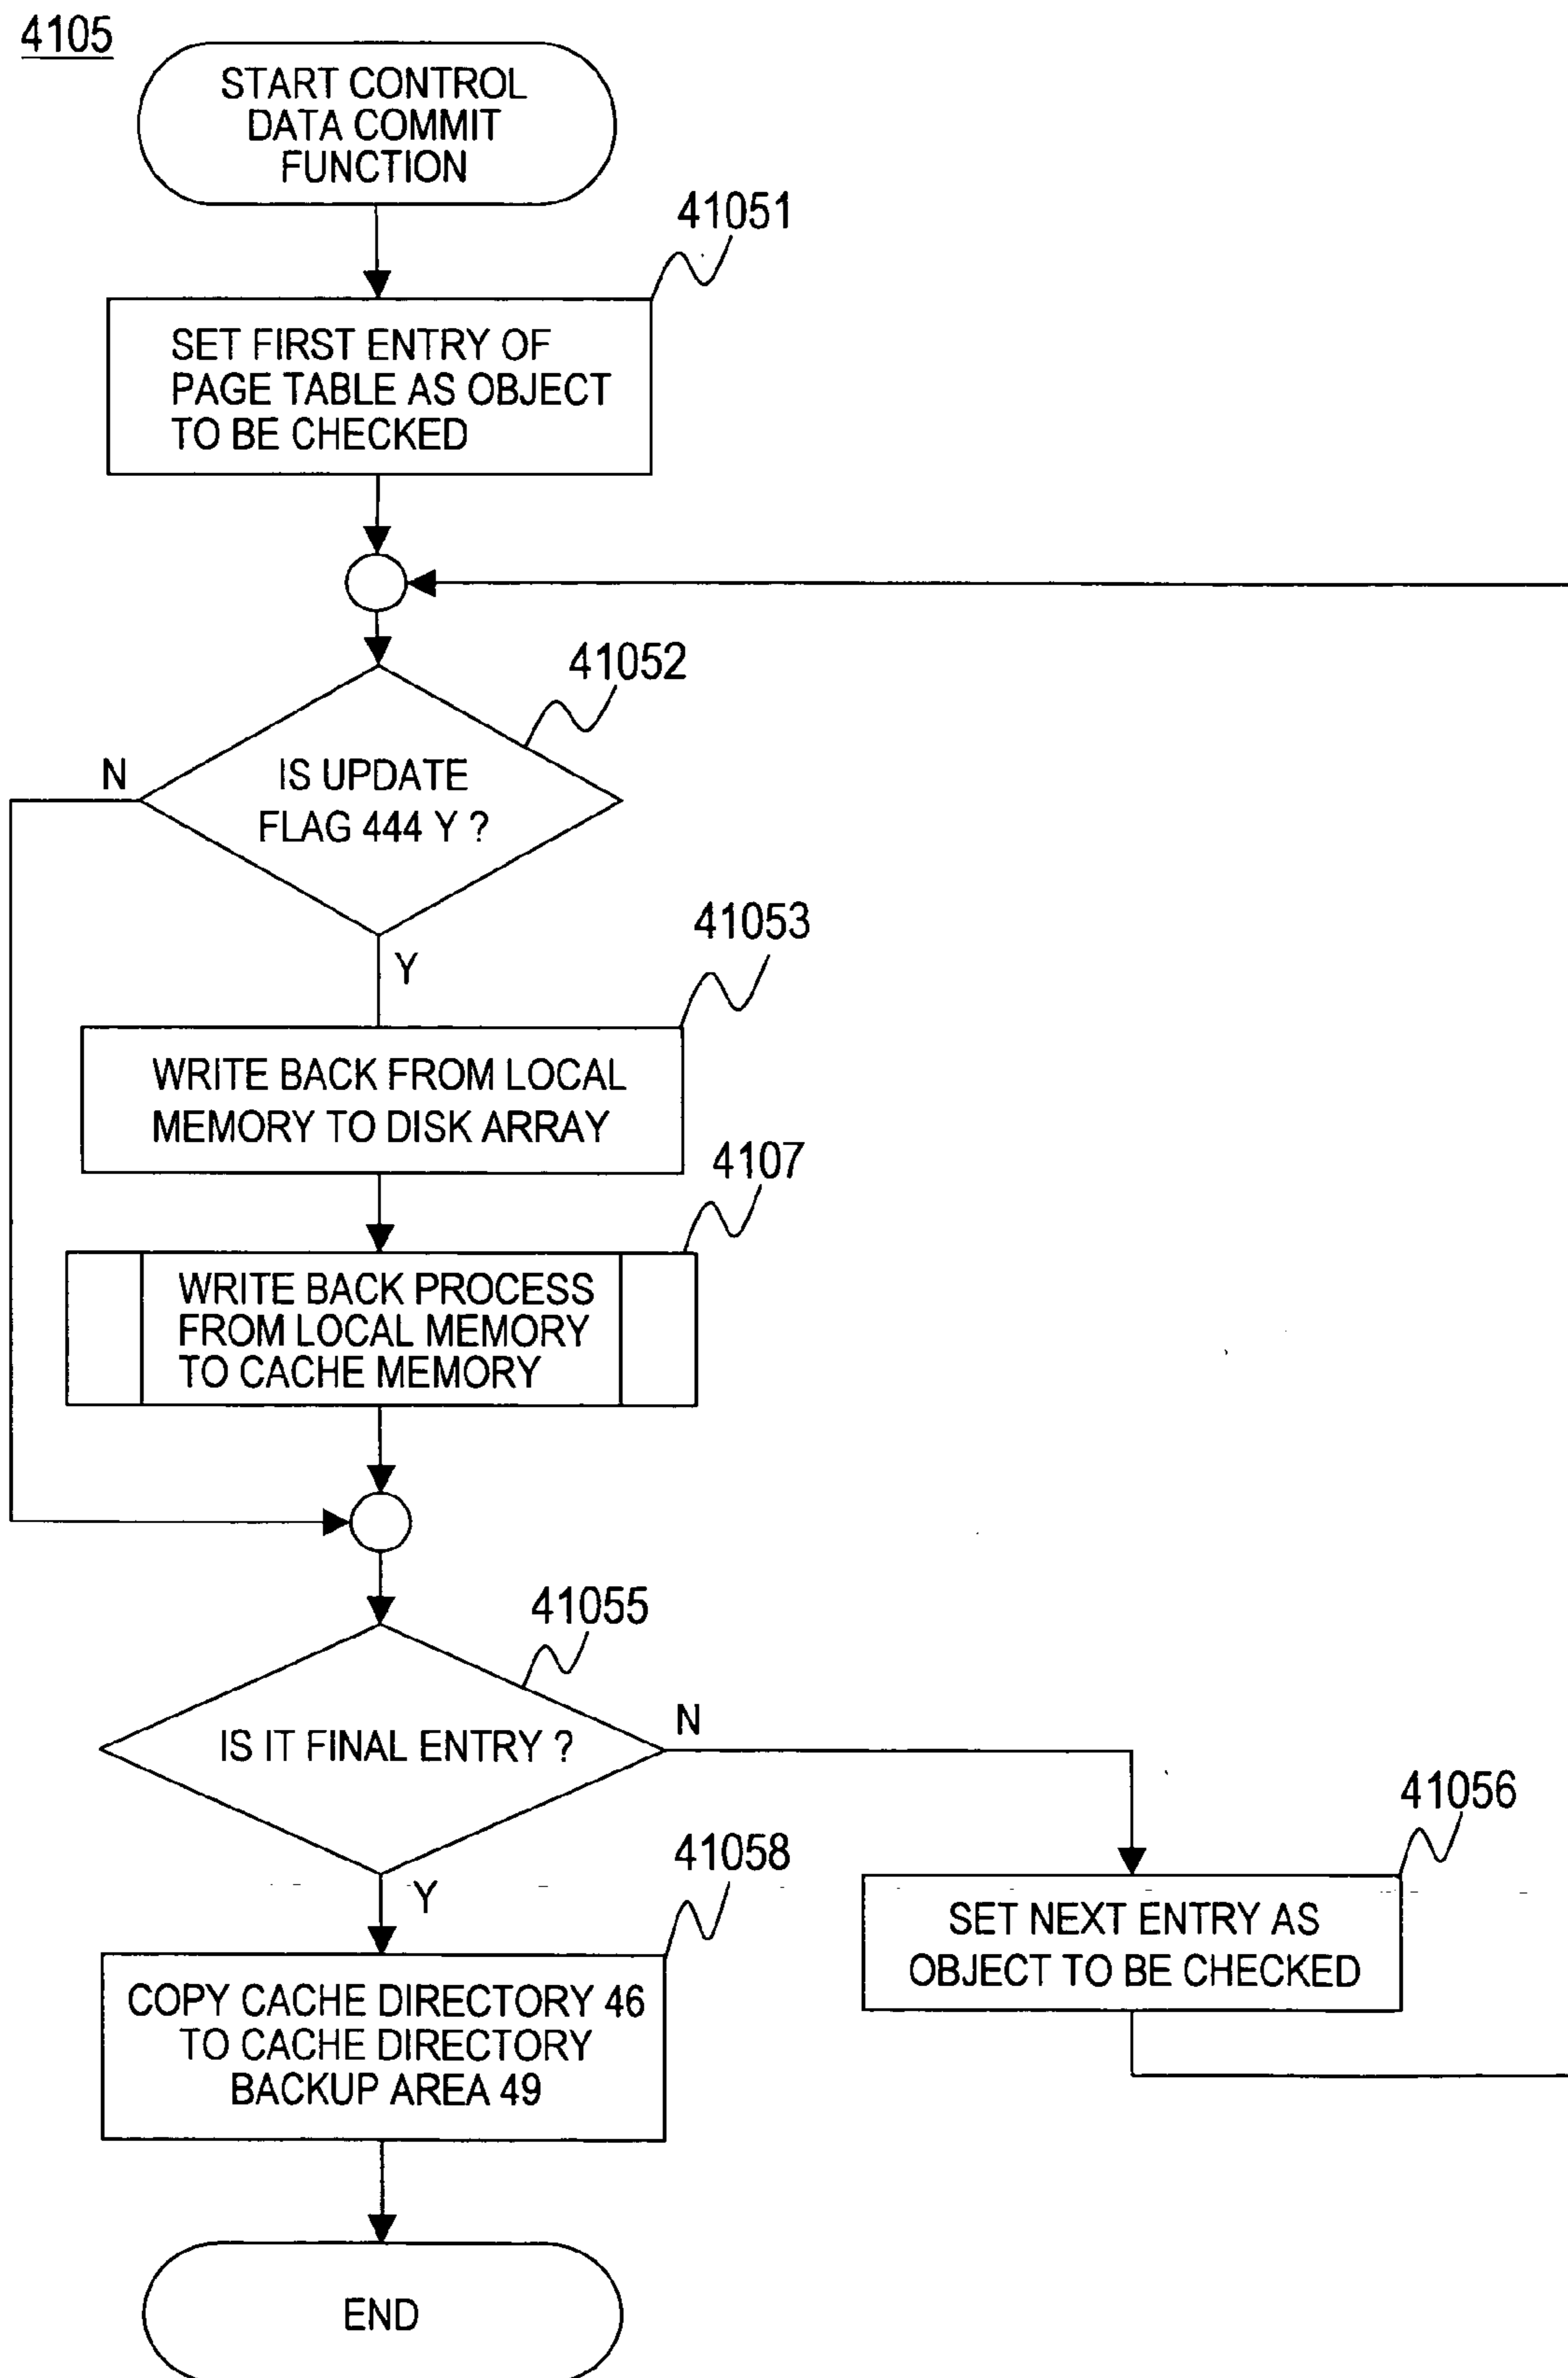 4105
START CONTROL
DATA COMMIT
FUNCTION
41051
SET FIRST ENTRY OF
PAGE TABLE AS OBJECT
TO BE CHECKED
41052
N
IS UPDATE
FLAG 444 Y ?
Y
41053
WRITE BACK FROM LOCAL
MEMORY TO DISK ARRAY
4107
WRITE BACK PROCESS
FROM LOCAL MEMORY
TO CACHE MEMORY
41055
IS IT FINAL ENTRY ?
N
Y
41056
SET NEXT ENTRY AS
OBJECT TO BE CHECKED
41058
COPY CACHE DIRECTORY 46
TO CACHE DIRECTORY
BACKUP AREA 49
END